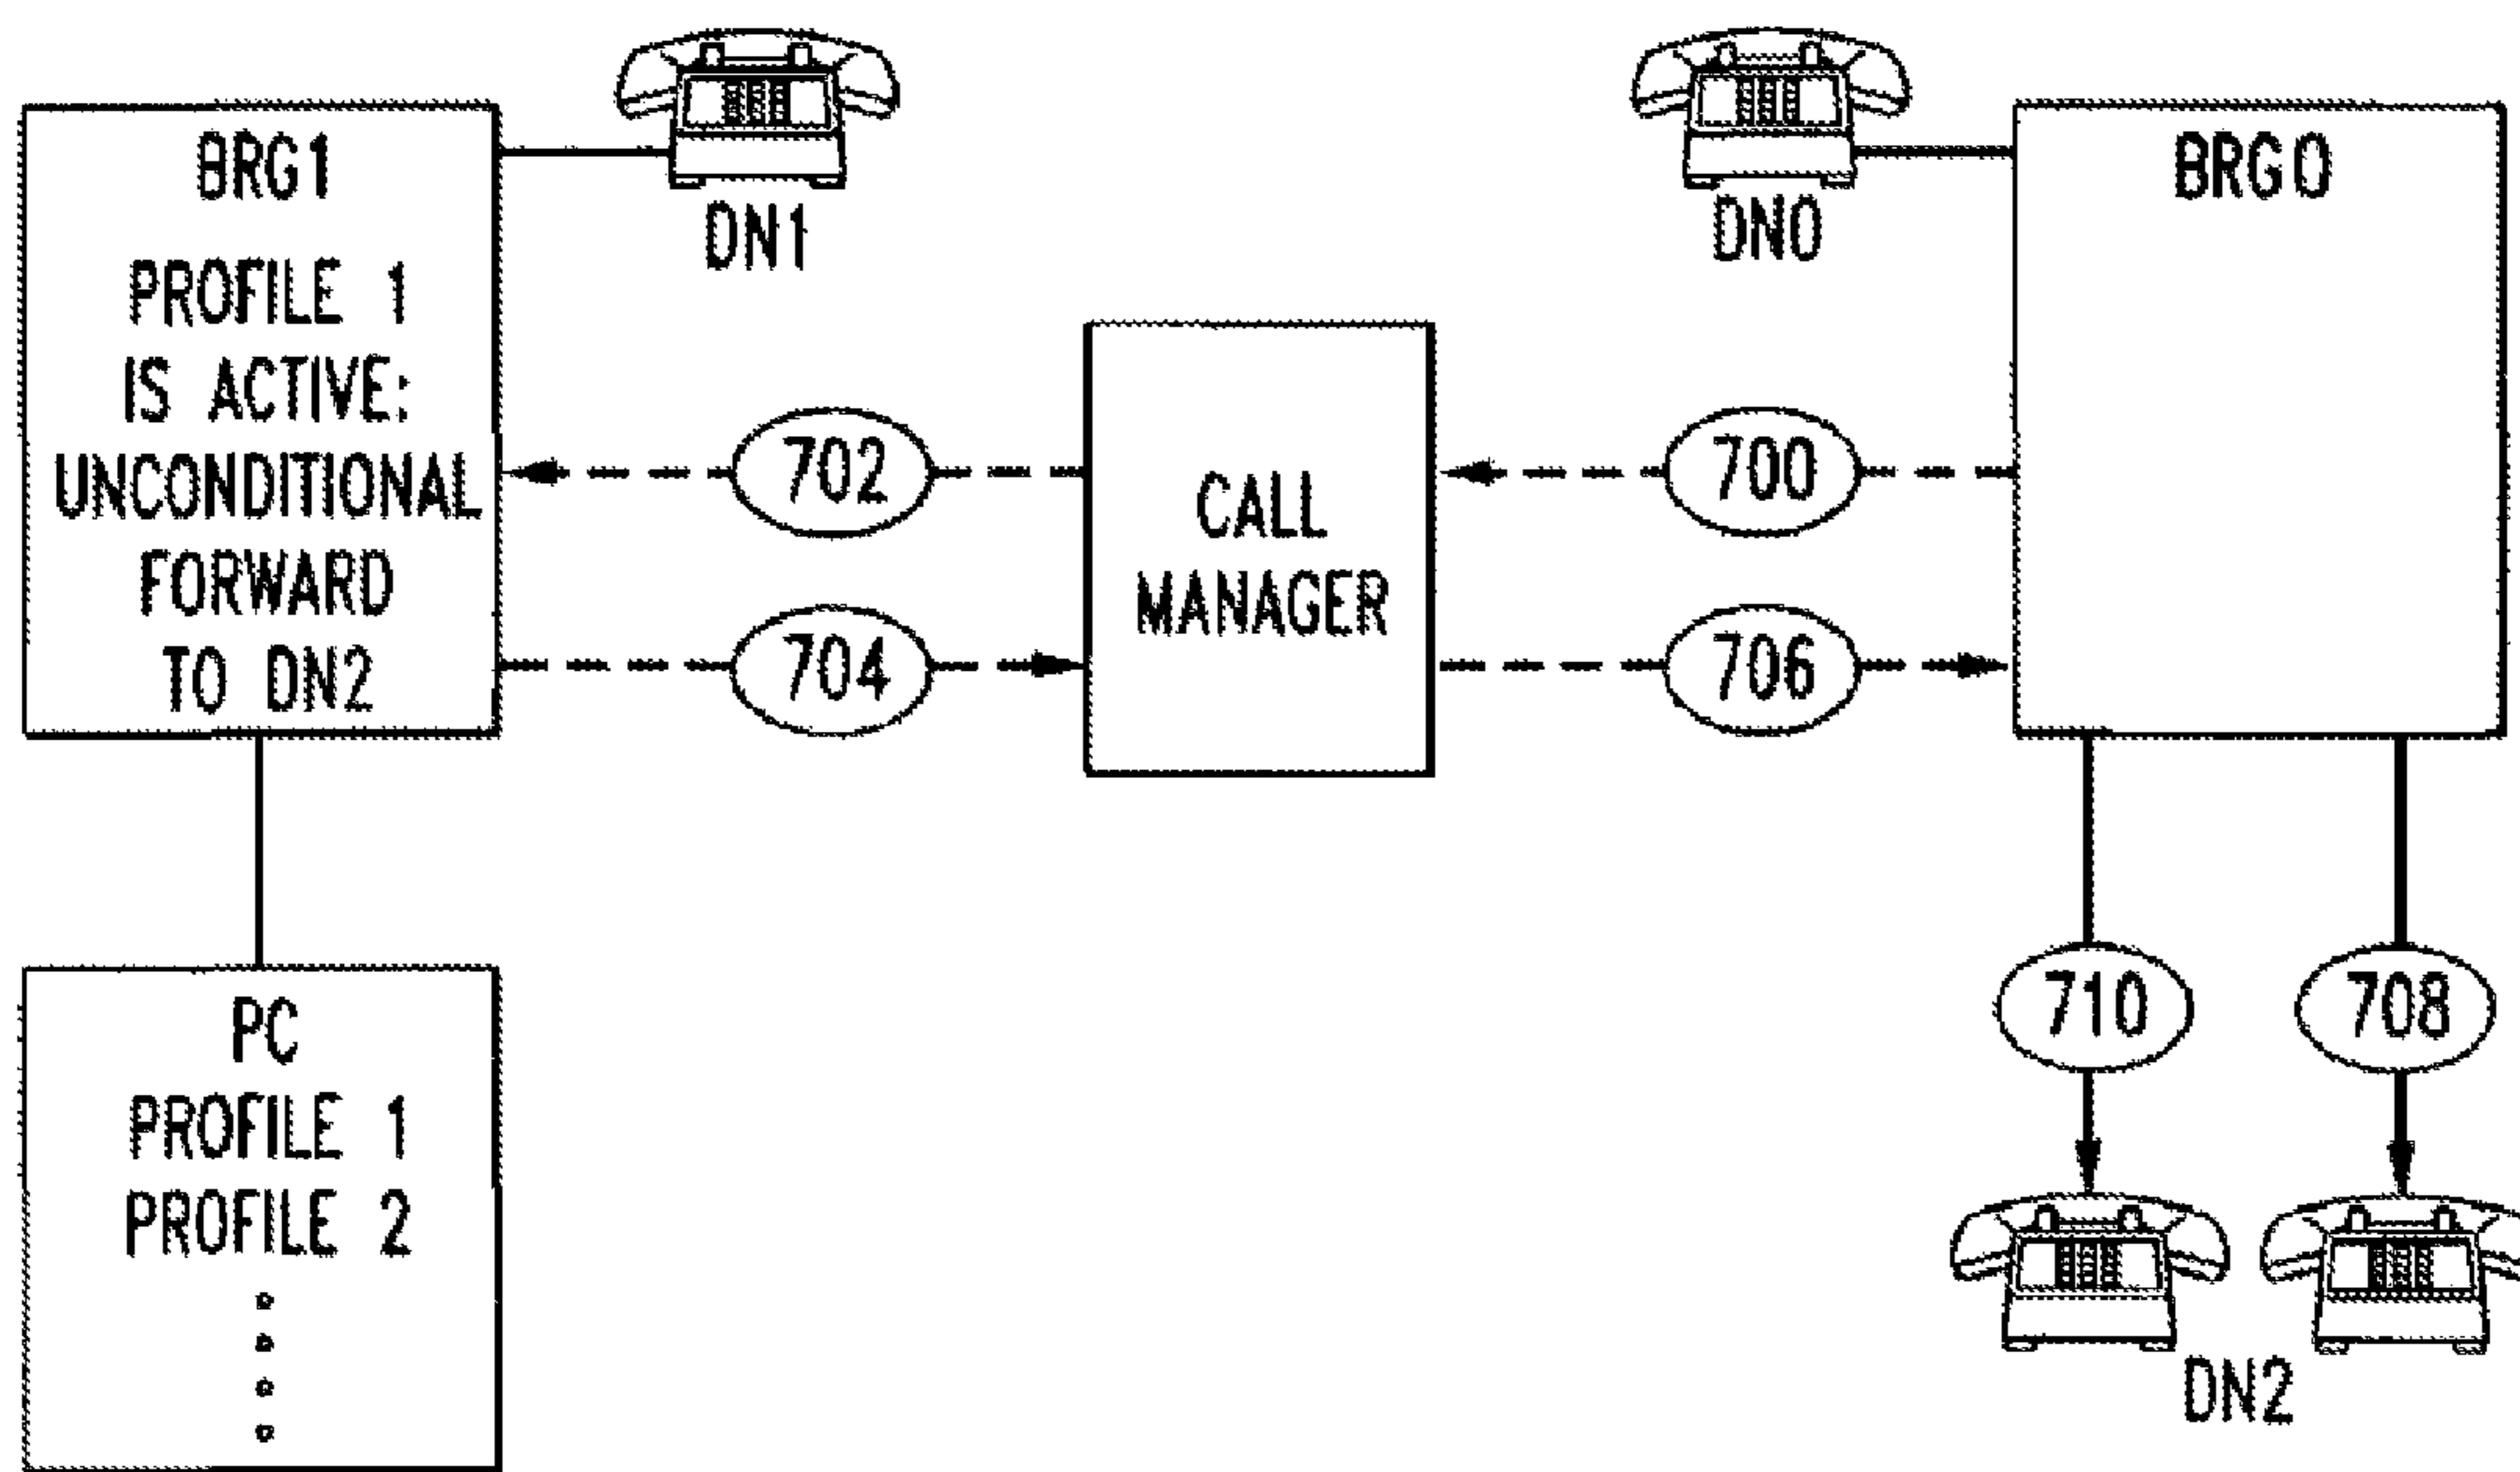 BRG1
PROFILE 1
IS ACTIVE:
UNCONDITIONAL
FORWARD
TO DN2
DN1
DN0
BRG0
702
700
CALL
MANAGER
704
706
PC
PROFILE 1
PROFILE 2
710
708
DN2